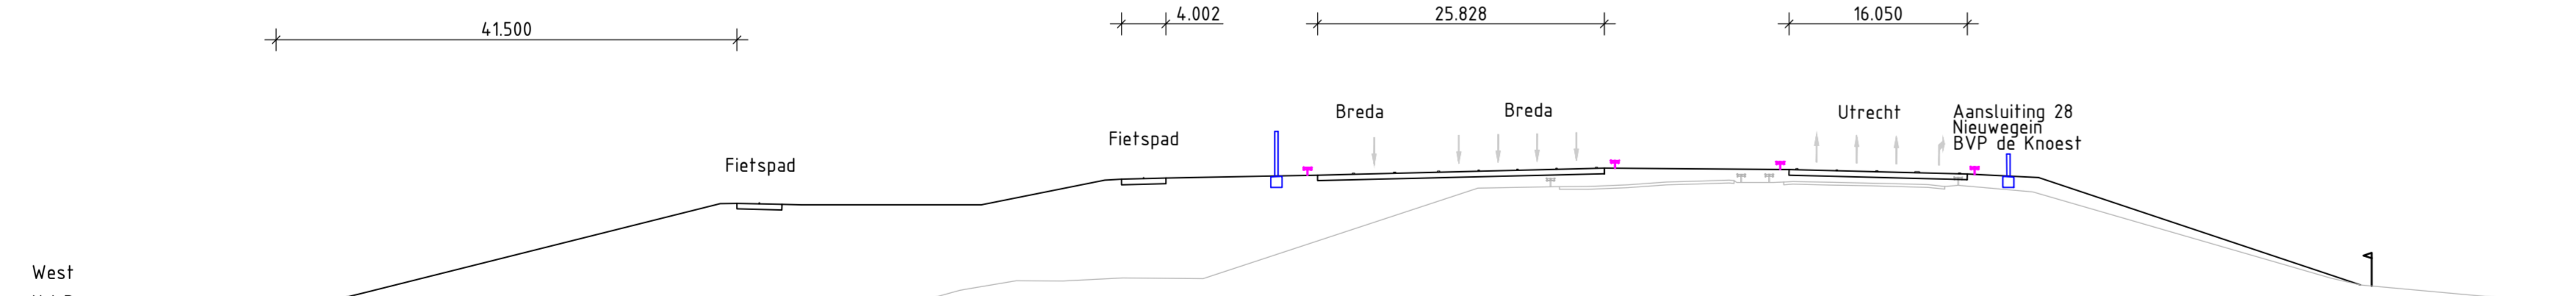 41.500
4.002
25.828
16.050
Fietspad
Fietspad
Breda
Breda
Utrecht
Aansluiting 28
Nieuwegein
BVP de Knoest
West